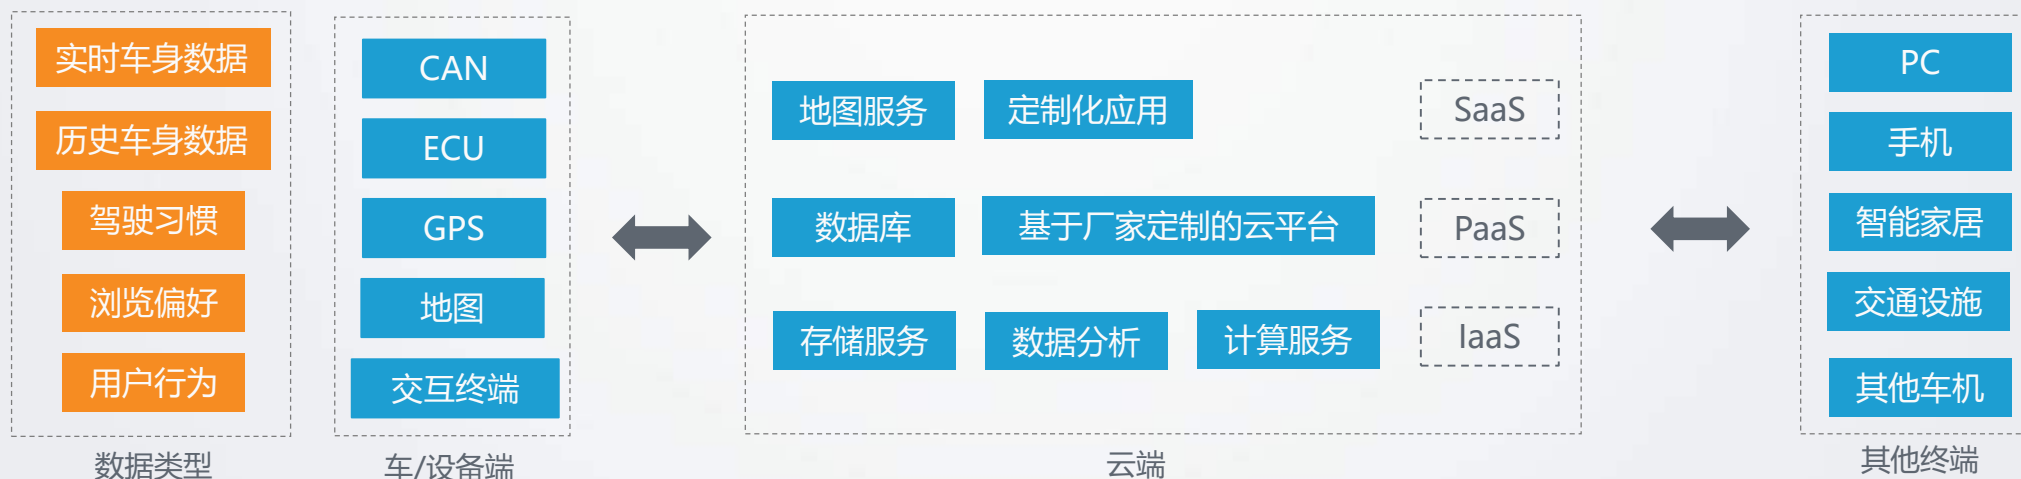 实时车身数据
历史车身数据
驾驶习惯
浏览偏好
用户行为
数据类型
CAN
ECU
GPS
地图
交互终端
车/设备端
地图服务
定制化应用
SaaS
数据库
基于厂家定制的云平台
PaaS
存储服务
数据分析
计算服务
IaaS
云端
PC
手机
智能家居
交通设施
其他车机
其他终端